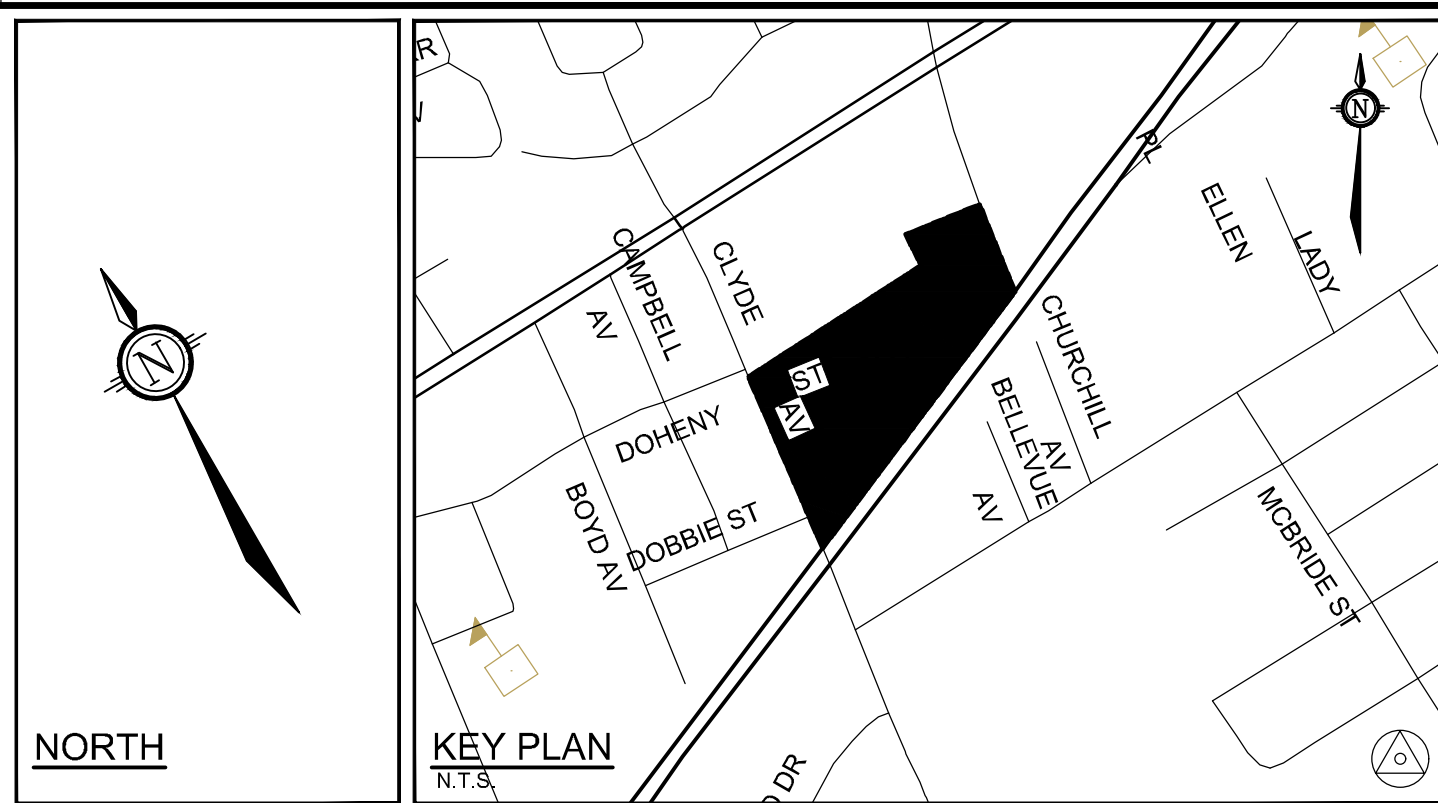 N
NORTH
N
PL
ELLEN
LADY
CAMPBELL
AV
CLYDE
CHURCHILL
AV
ST
AV
DOHENY
BELLEVUE
AV
BOYD AV
DOBBIE ST
MCBRIDE ST
DR
KEY PLAN
N.T.S.